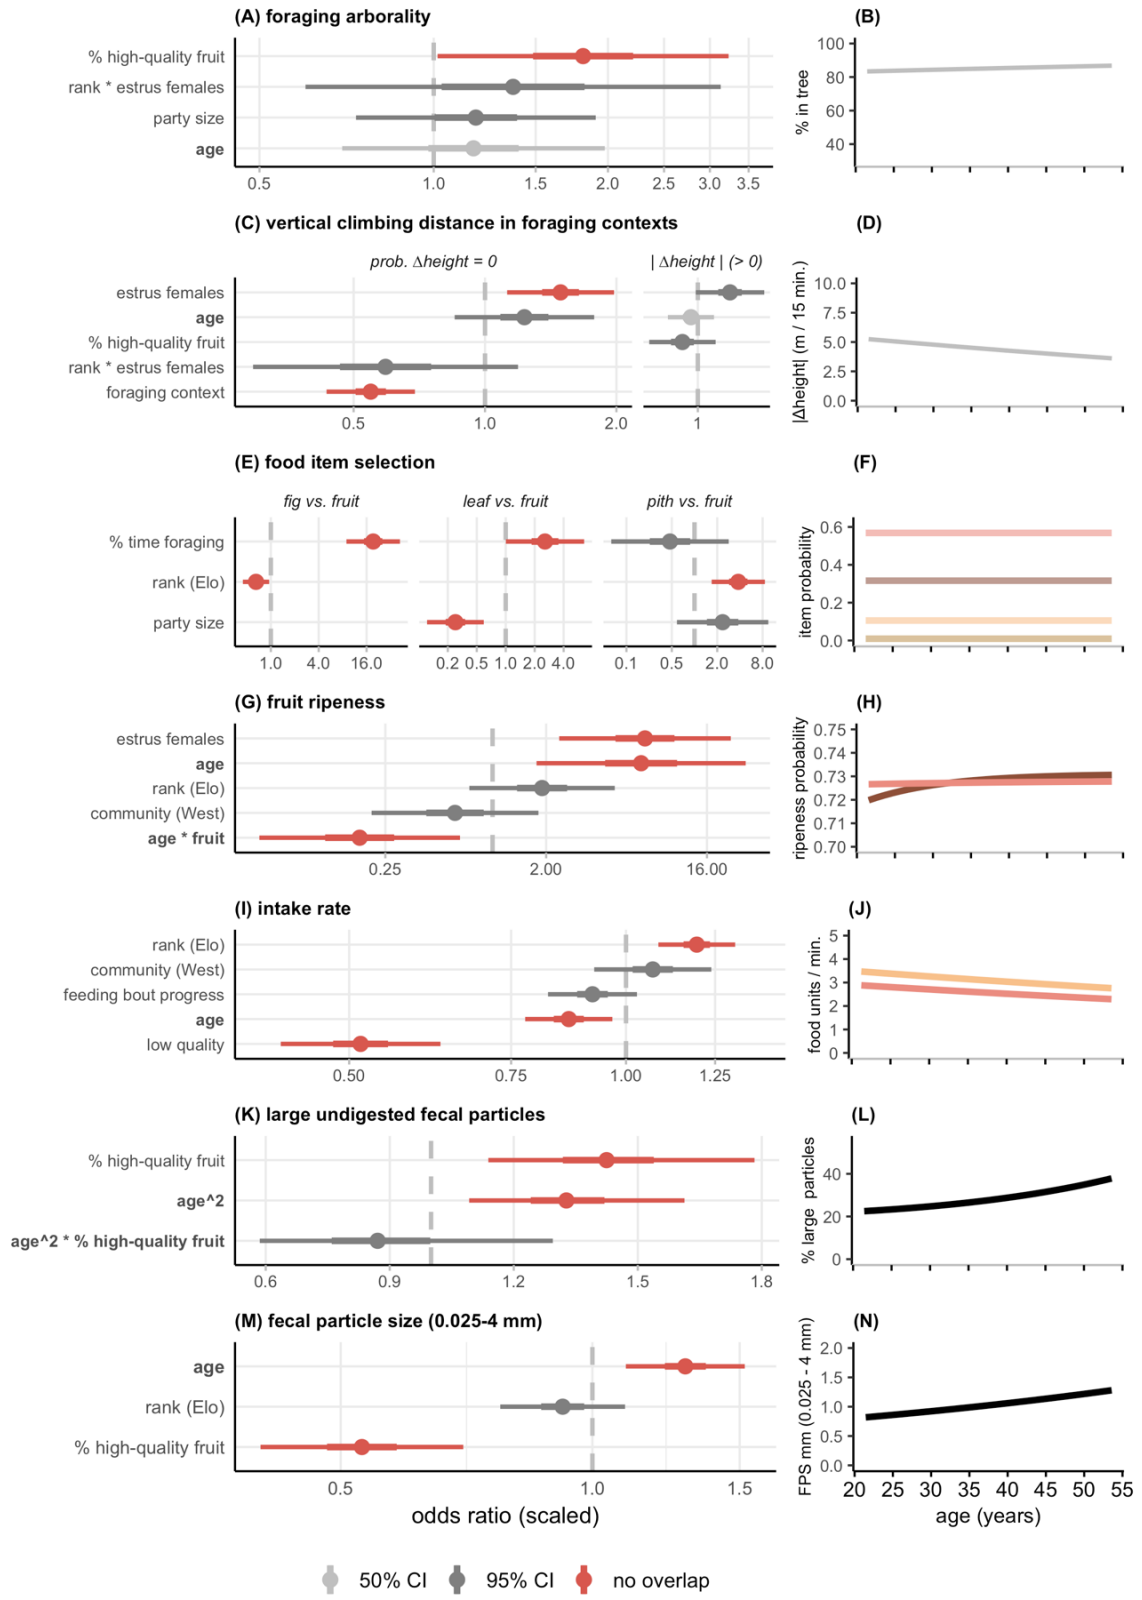 (A) foraging arborality
(B)
% high-quality fruit
rank * estrus females
party size
age
0.5 1.0 1.5 2.0 2.5 3.0 3.5
% in tree
100
80
60
40
(C) vertical climbing distance in foraging contexts
(D)
prob. Δheight = 0
| Δheight | (> 0)
estrus females
age
% high-quality fruit
rank * estrus females
foraging context
0.5 1.0 2.0
1
|Δheight| (m / 15 min.)
10.0
7.5
5.0
2.5
0.0
(E) food item selection
(F)
fig vs. fruit
leaf vs. fruit
pith vs. fruit
% time foraging
rank (Elo)
party size
1.0 4.0 16.0
0.2 0.5 1.0 2.0 4.0
0.1 0.5 2.0 8.0
item probability
0.6
0.4
0.2
0.0
(G) fruit ripeness
(H)
estrus females
age
rank (Elo)
community (West)
age * fruit
0.25 2.00 16.00
ripeness probability
0.75
0.74
0.73
0.72
0.71
0.70
(I) intake rate
(J)
rank (Elo)
community (West)
feeding bout progress
age
low quality
0.50 0.75 1.00 1.25
food units / min.
5
4
3
2
1
0
(K) large undigested fecal particles
(L)
% high-quality fruit
age^2
age^2 * % high-quality fruit
0.6 0.9 1.2 1.5 1.8
% large particles
40
20
0
(M) fecal particle size (0.025-4 mm)
(N)
age
rank (Elo)
% high-quality fruit
0.5 1.0 1.5
odds ratio (scaled)
FPS mm (0.025 - 4 mm)
2.0
1.5
1.0
0.5
0.0
20 25 30 35 40 45 50 55
age (years)
50% CI 95% CI no overlap